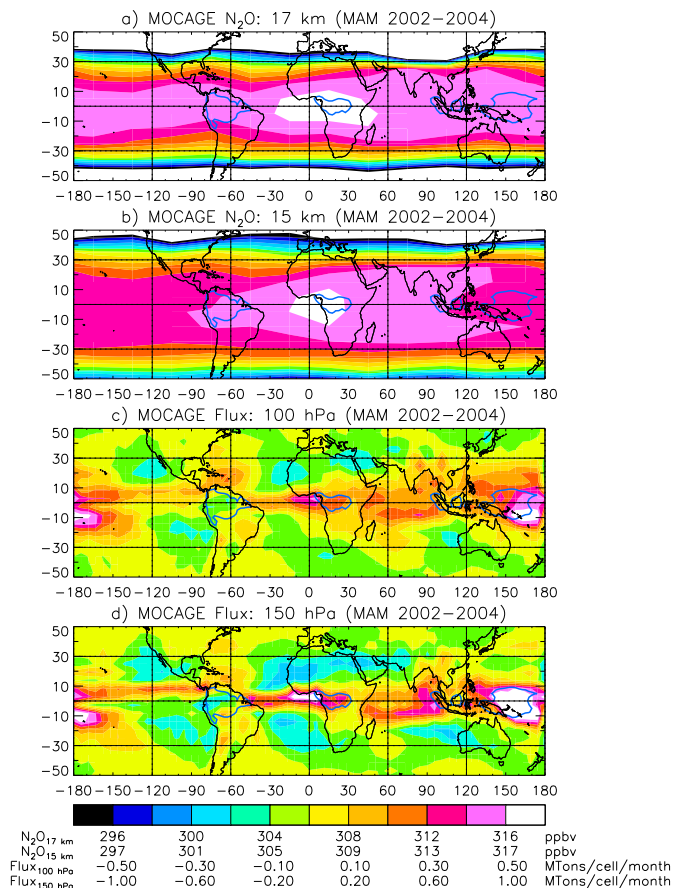 a) MOCAGE N₂O: 17 km (MAM 2002−2004)
50
30
10
−10
−30
−50
−180 −150 −120 −90 −60 −30 0 30 60 90 120 150 180
b) MOCAGE N₂O: 15 km (MAM 2002−2004)
50
30
10
−10
−30
−50
−180 −150 −120 −90 −60 −30 0 30 60 90 120 150 180
c) MOCAGE Flux: 100 hPa (MAM 2002−2004)
50
30
10
−10
−30
−50
−180 −150 −120 −90 −60 −30 0 30 60 90 120 150 180
d) MOCAGE Flux: 150 hPa (MAM 2002−2004)
50
30
10
−10
−30
−50
−180 −150 −120 −90 −60 −30 0 30 60 90 120 150 180
N₂O₁₇ km 296 300 304 308 312 316 ppbv
N₂O₁₅ km 297 301 305 309 313 317 ppbv
Flux₁₀₀ hPa −0.50 −0.30 −0.10 0.10 0.30 0.50 MTons/cell/month
Flux₁₅₀ hPa −1.00 −0.60 −0.20 0.20 0.60 1.00 MTons/cell/month